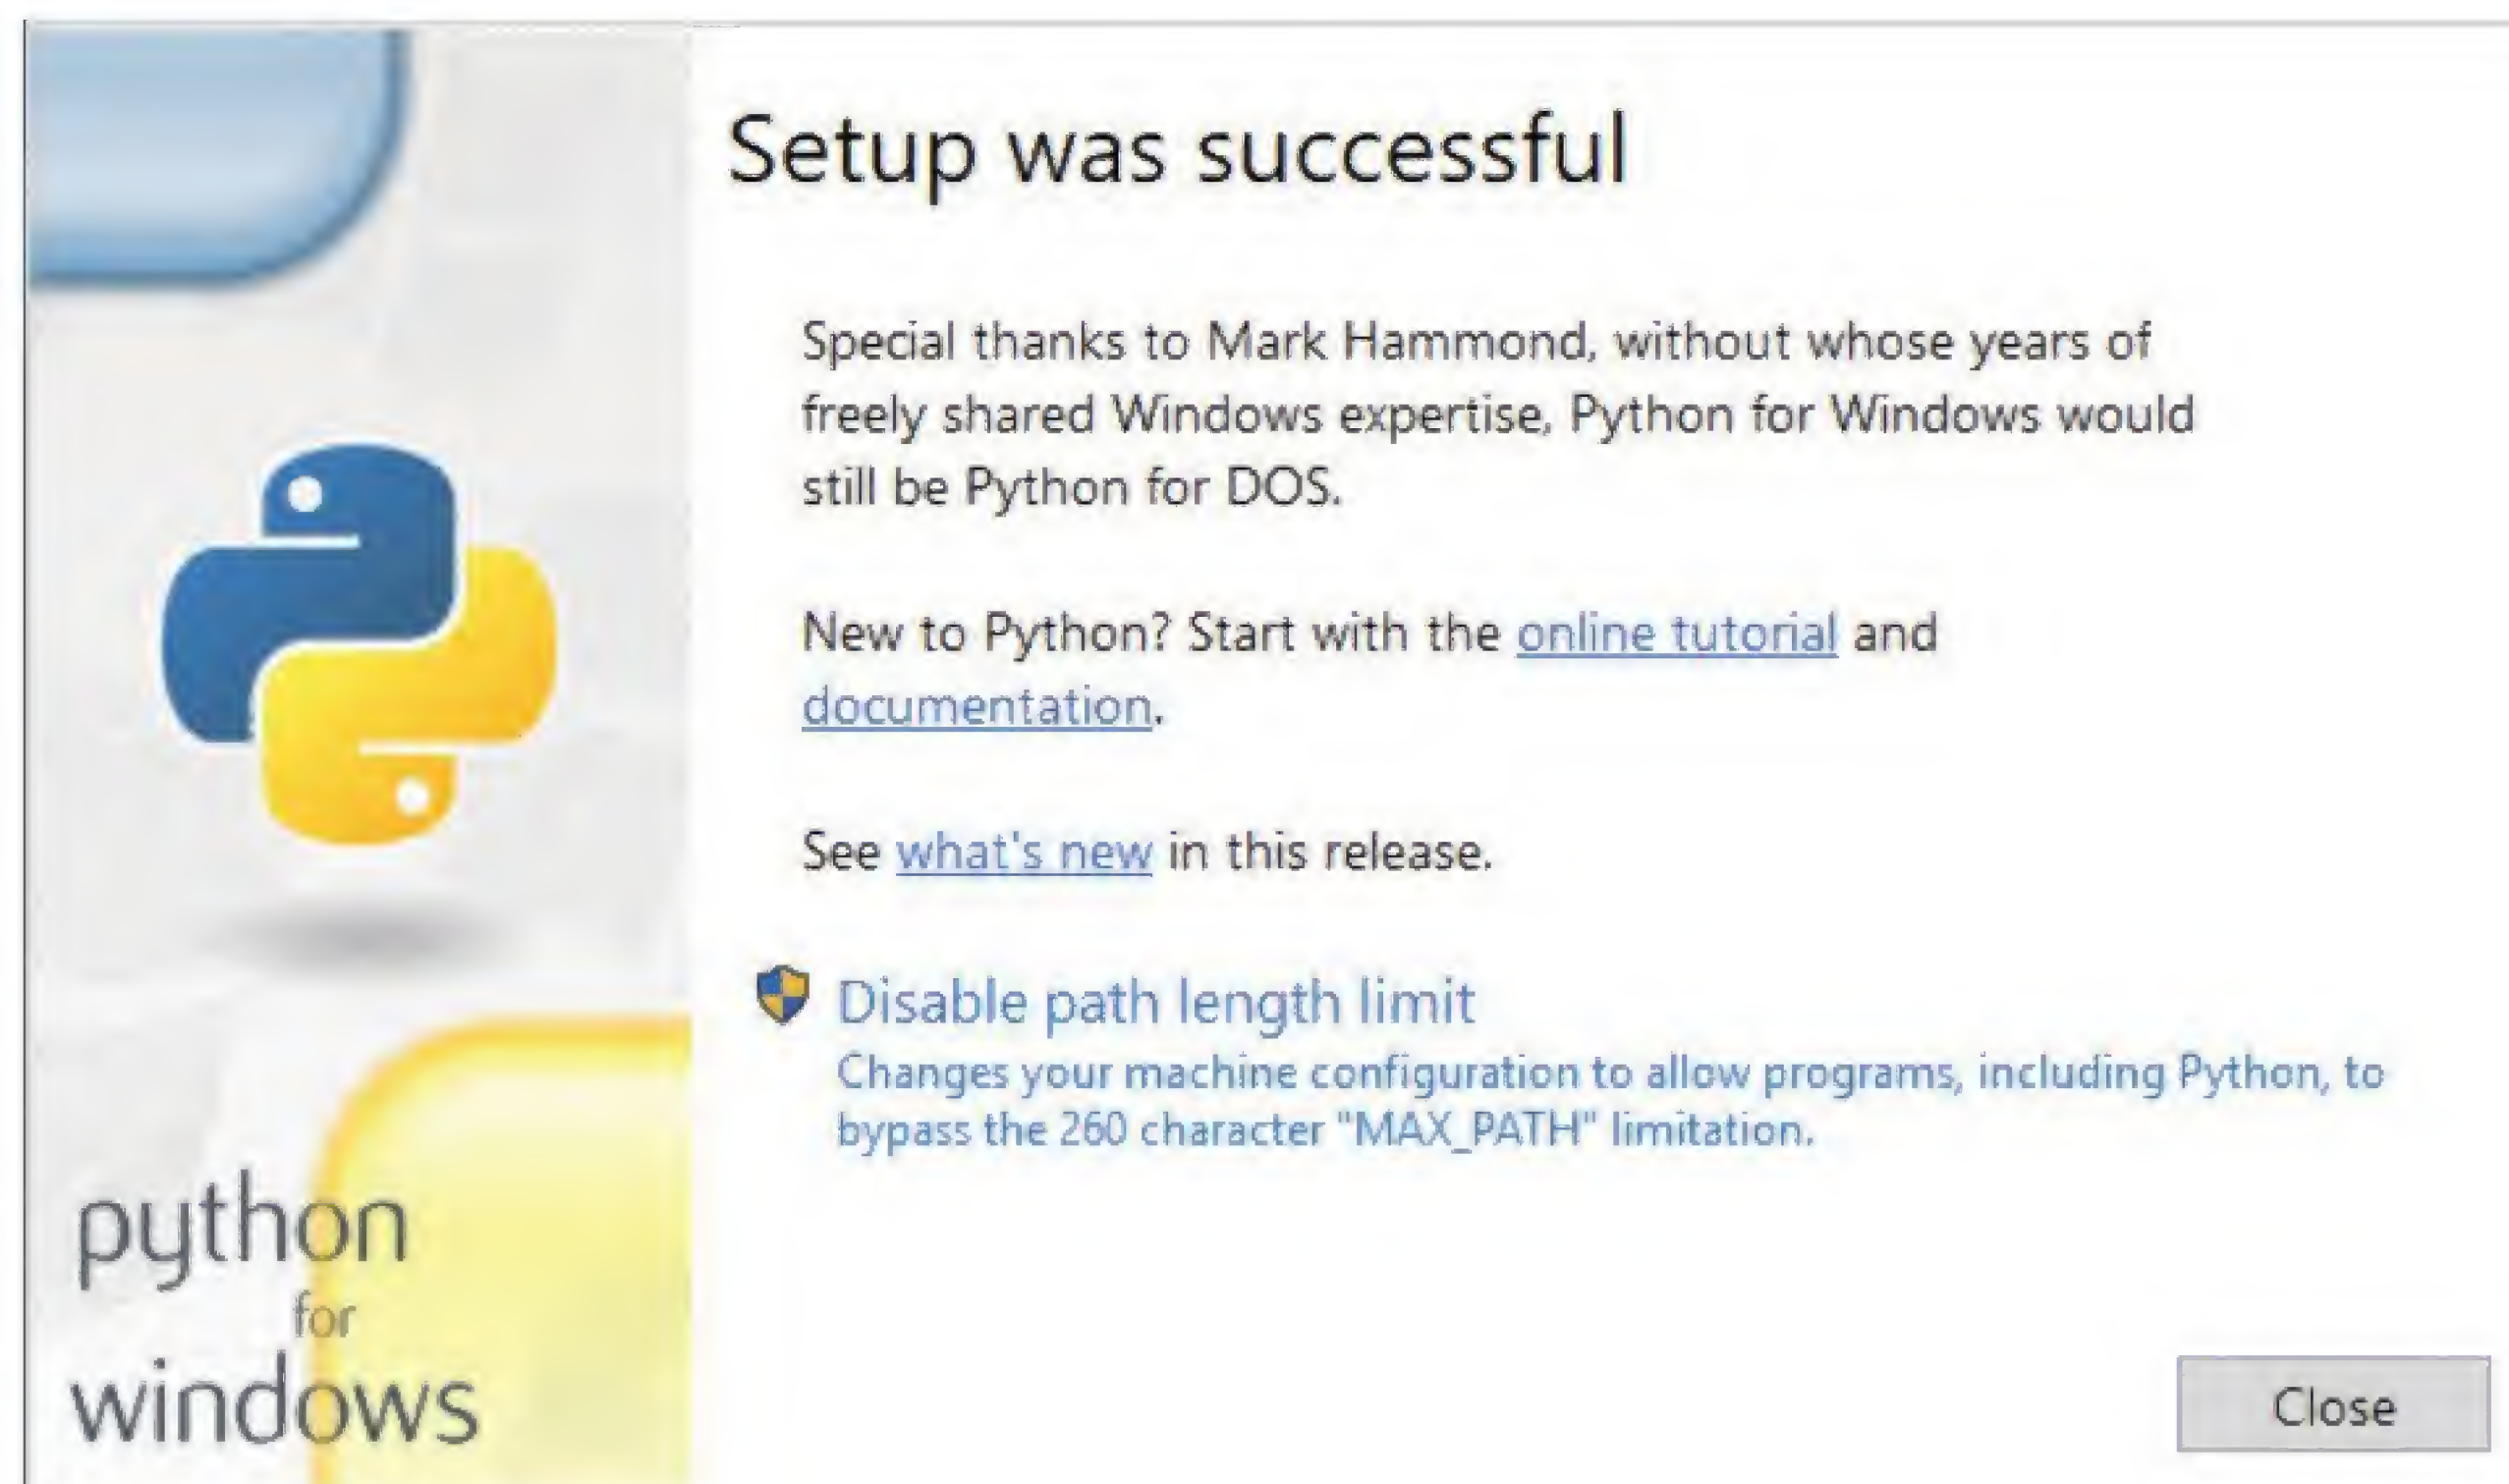 Setup was successful
Special thanks to Mark Hammond, without whose years of
freely shared Windows expertise, Python for Windows would
still be Python for DOS.
New to Python? Start with the online tutorial and
documentation.
See what's new in this release.
Disable path length limit
Changes your machine configuration to allow programs, including Python, to
bypass the 260 character "MAX_PATH" limitation.
python
for
windows
Close